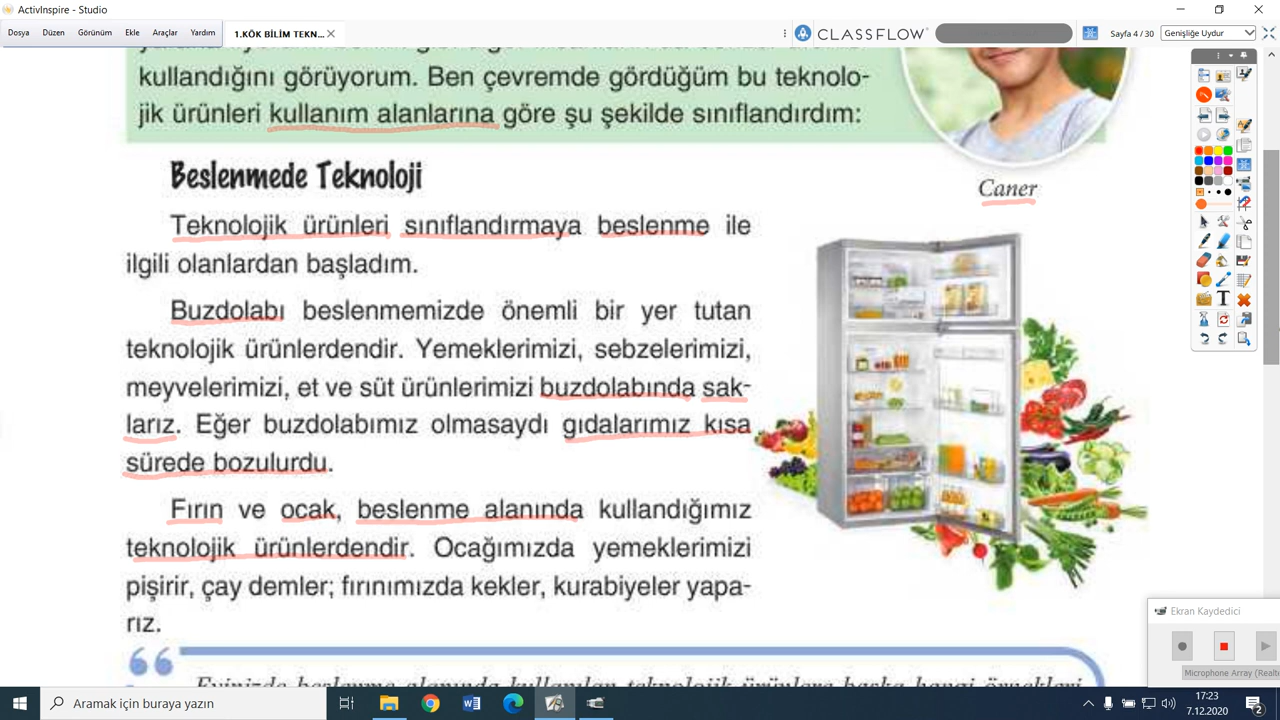 ActivInspire - Studio
Dosya Düzen Görünüm Ekle Araçlar Yardım
1.KÖK BİLİM TEKN...
CLASSFLOW
Sayfa 4 / 30
Genişliğe Uydur
kullandığını görüyorum. Ben çevremde gördüğüm bu teknolo-
jik ürünleri kullanım alanlarına göre şu şekilde sınıflandırdım:
Caner
Beslenmede Teknoloji
Teknolojik ürünleri sınıflandırmaya beslenme ile
ilgili olanlardan başladım.
Buzdolabı beslenmemizde önemli bir yer tutan
teknolojik ürünlerdendir. Yemeklerimizi, sebzelerimizi,
meyvelerimizi, et ve süt ürünlerimizi buzdolabında sak-
larız. Eğer buzdolabımız olmasaydı gıdalarımız kısa
sürede bozulurdu.
Fırın ve ocak, beslenme alanında kullandığımız
teknolojik ürünlerdendir. Ocağımızda yemeklerimizi
pişirir, çay demler; fırınımızda kekler, kurabiyeler yapa-
rız.
Ekran Kaydedici
Microphone Array (Realt
Aramak için buraya yazın
17:23
7.12.2020
2